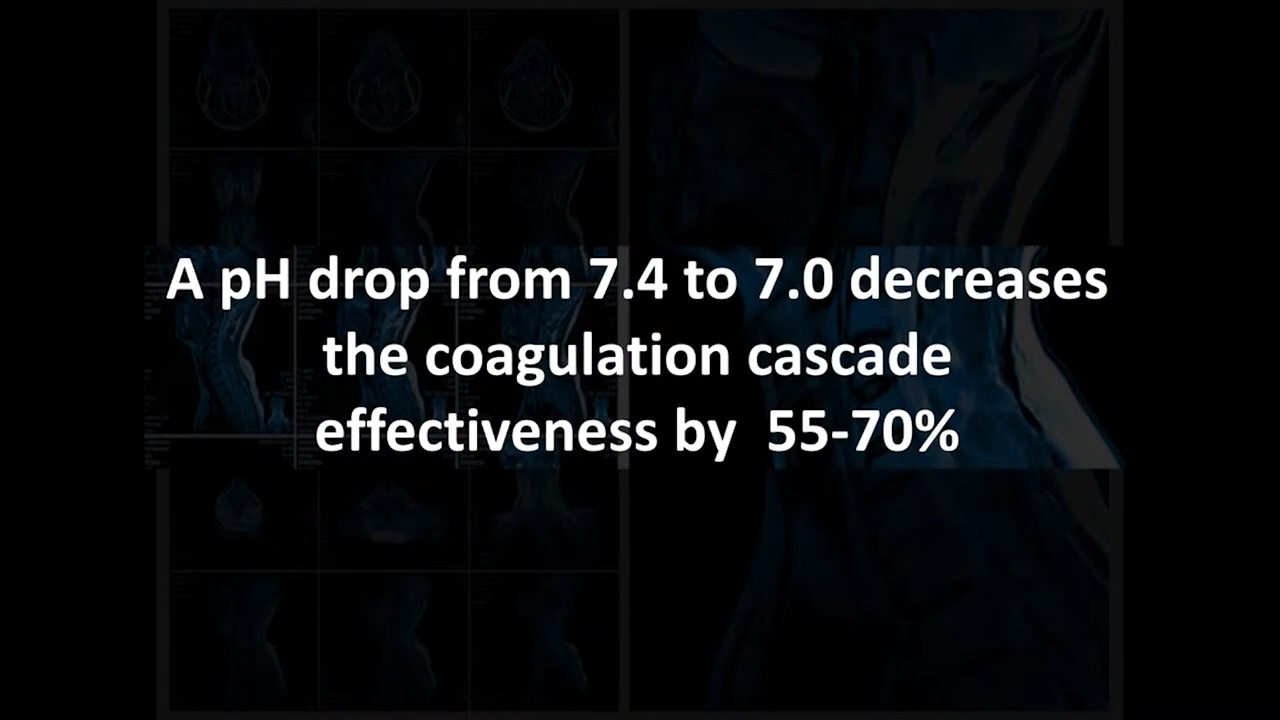 A pH drop from 7.4 to 7.0 decreases
the coagulation cascade
effectiveness by  55-70%